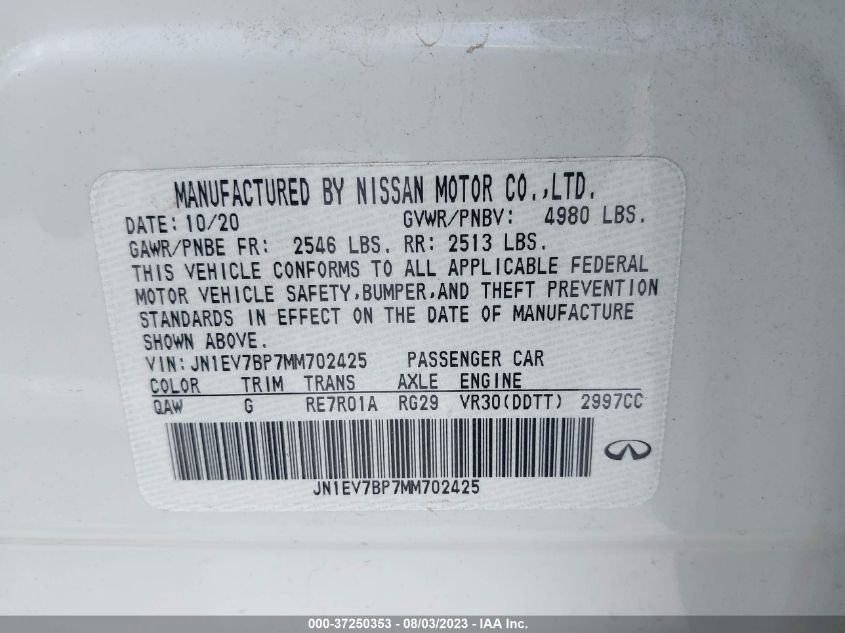 MANUFACTURED BY NISSAN MOTOR CO.,LTD.
DATE: 10/20 GVWR/PNBV: 4980 LBS.
GAWR/PNBE FR: 2546 LBS. RR: 2513 LBS.
THIS VEHICLE CONFORMS TO ALL APPLICABLE FEDERAL
MOTOR VEHICLE SAFETY,BUMPER,AND THEFT PREVENTION
STANDARDS IN EFFECT ON THE DATE OF MANUFACTURE
SHOWN ABOVE.
VIN:JN1EV7BP7MM702425 PASSENGER CAR
COLOR TRIM TRANS AXLE ENGINE
QAW G RE7R01A RG29 VR30(DDTT) 2997CC
JN1EV7BP7MM702425
000-37250353 - 08/03/2023 - IAA Inc.